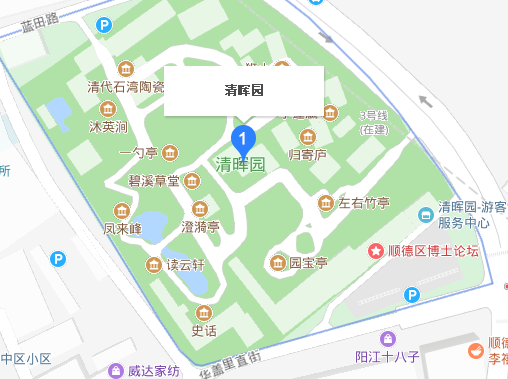 蓝田路
P
清代石湾陶瓷
清晖园
沐英涧
3号线
(在建)
一勺亭
1
归寄庐
清晖园
碧溪草堂
左右竹亭
凤来峰
澄漪亭
清晖园-游客
服务中心
所
读云轩
园宝亭
顺德区博士论坛
P
P
史话
中区小区
威达家纺
华盖里直街
阳江十八子
顺德
李禧